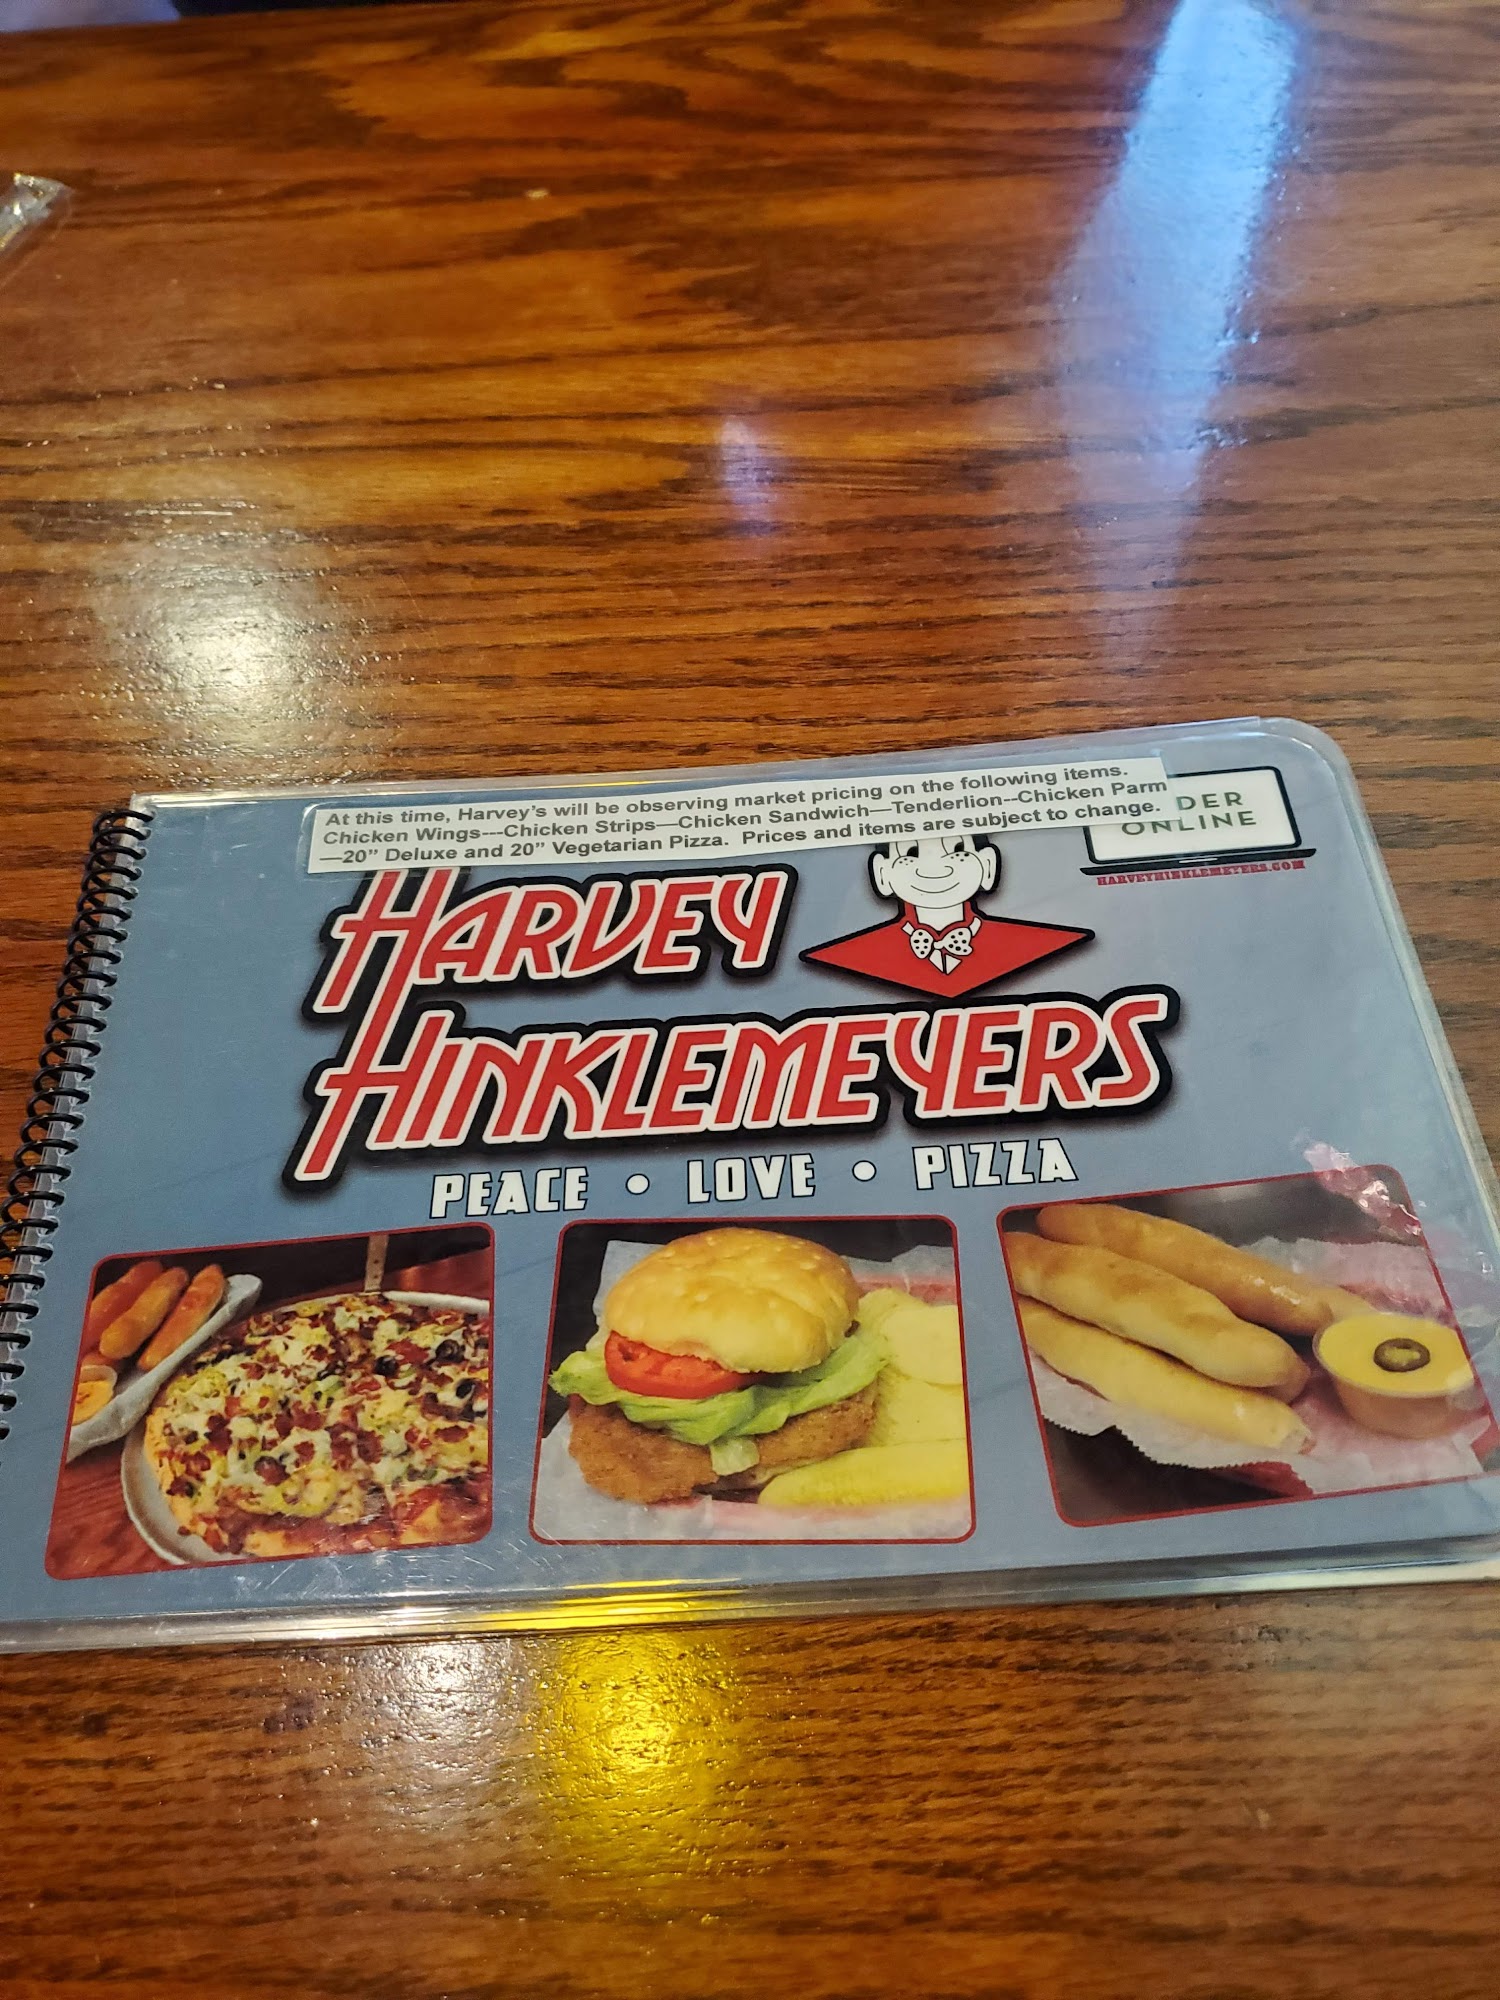 At this time, Harvey's will be observing market pricing on the following items.
Chicken Wings---Chicken Strips—Chicken Sandwich—Tenderlion--Chicken Parm
—20" Deluxe and 20" Vegetarian Pizza.  Prices and items are subject to change.
DER
ONLINE
HARVEYHINKLEMEYERS.COM
HARVEY
HINKLEMEYERS
PEACE • LOVE • PIZZA